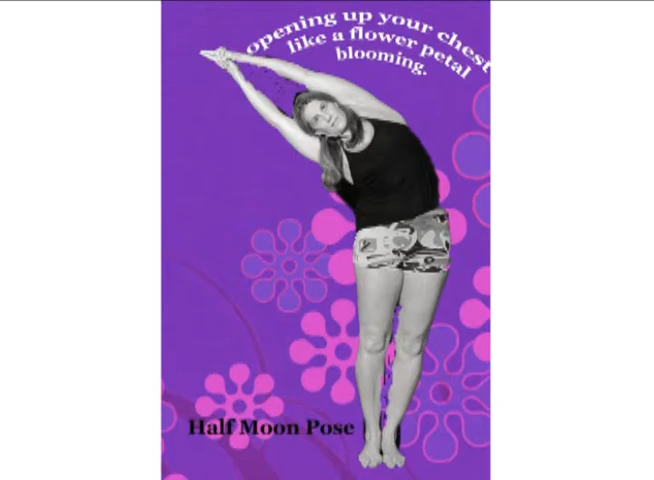 opening up your chest
like a flower petal
blooming.
Half Moon Pose